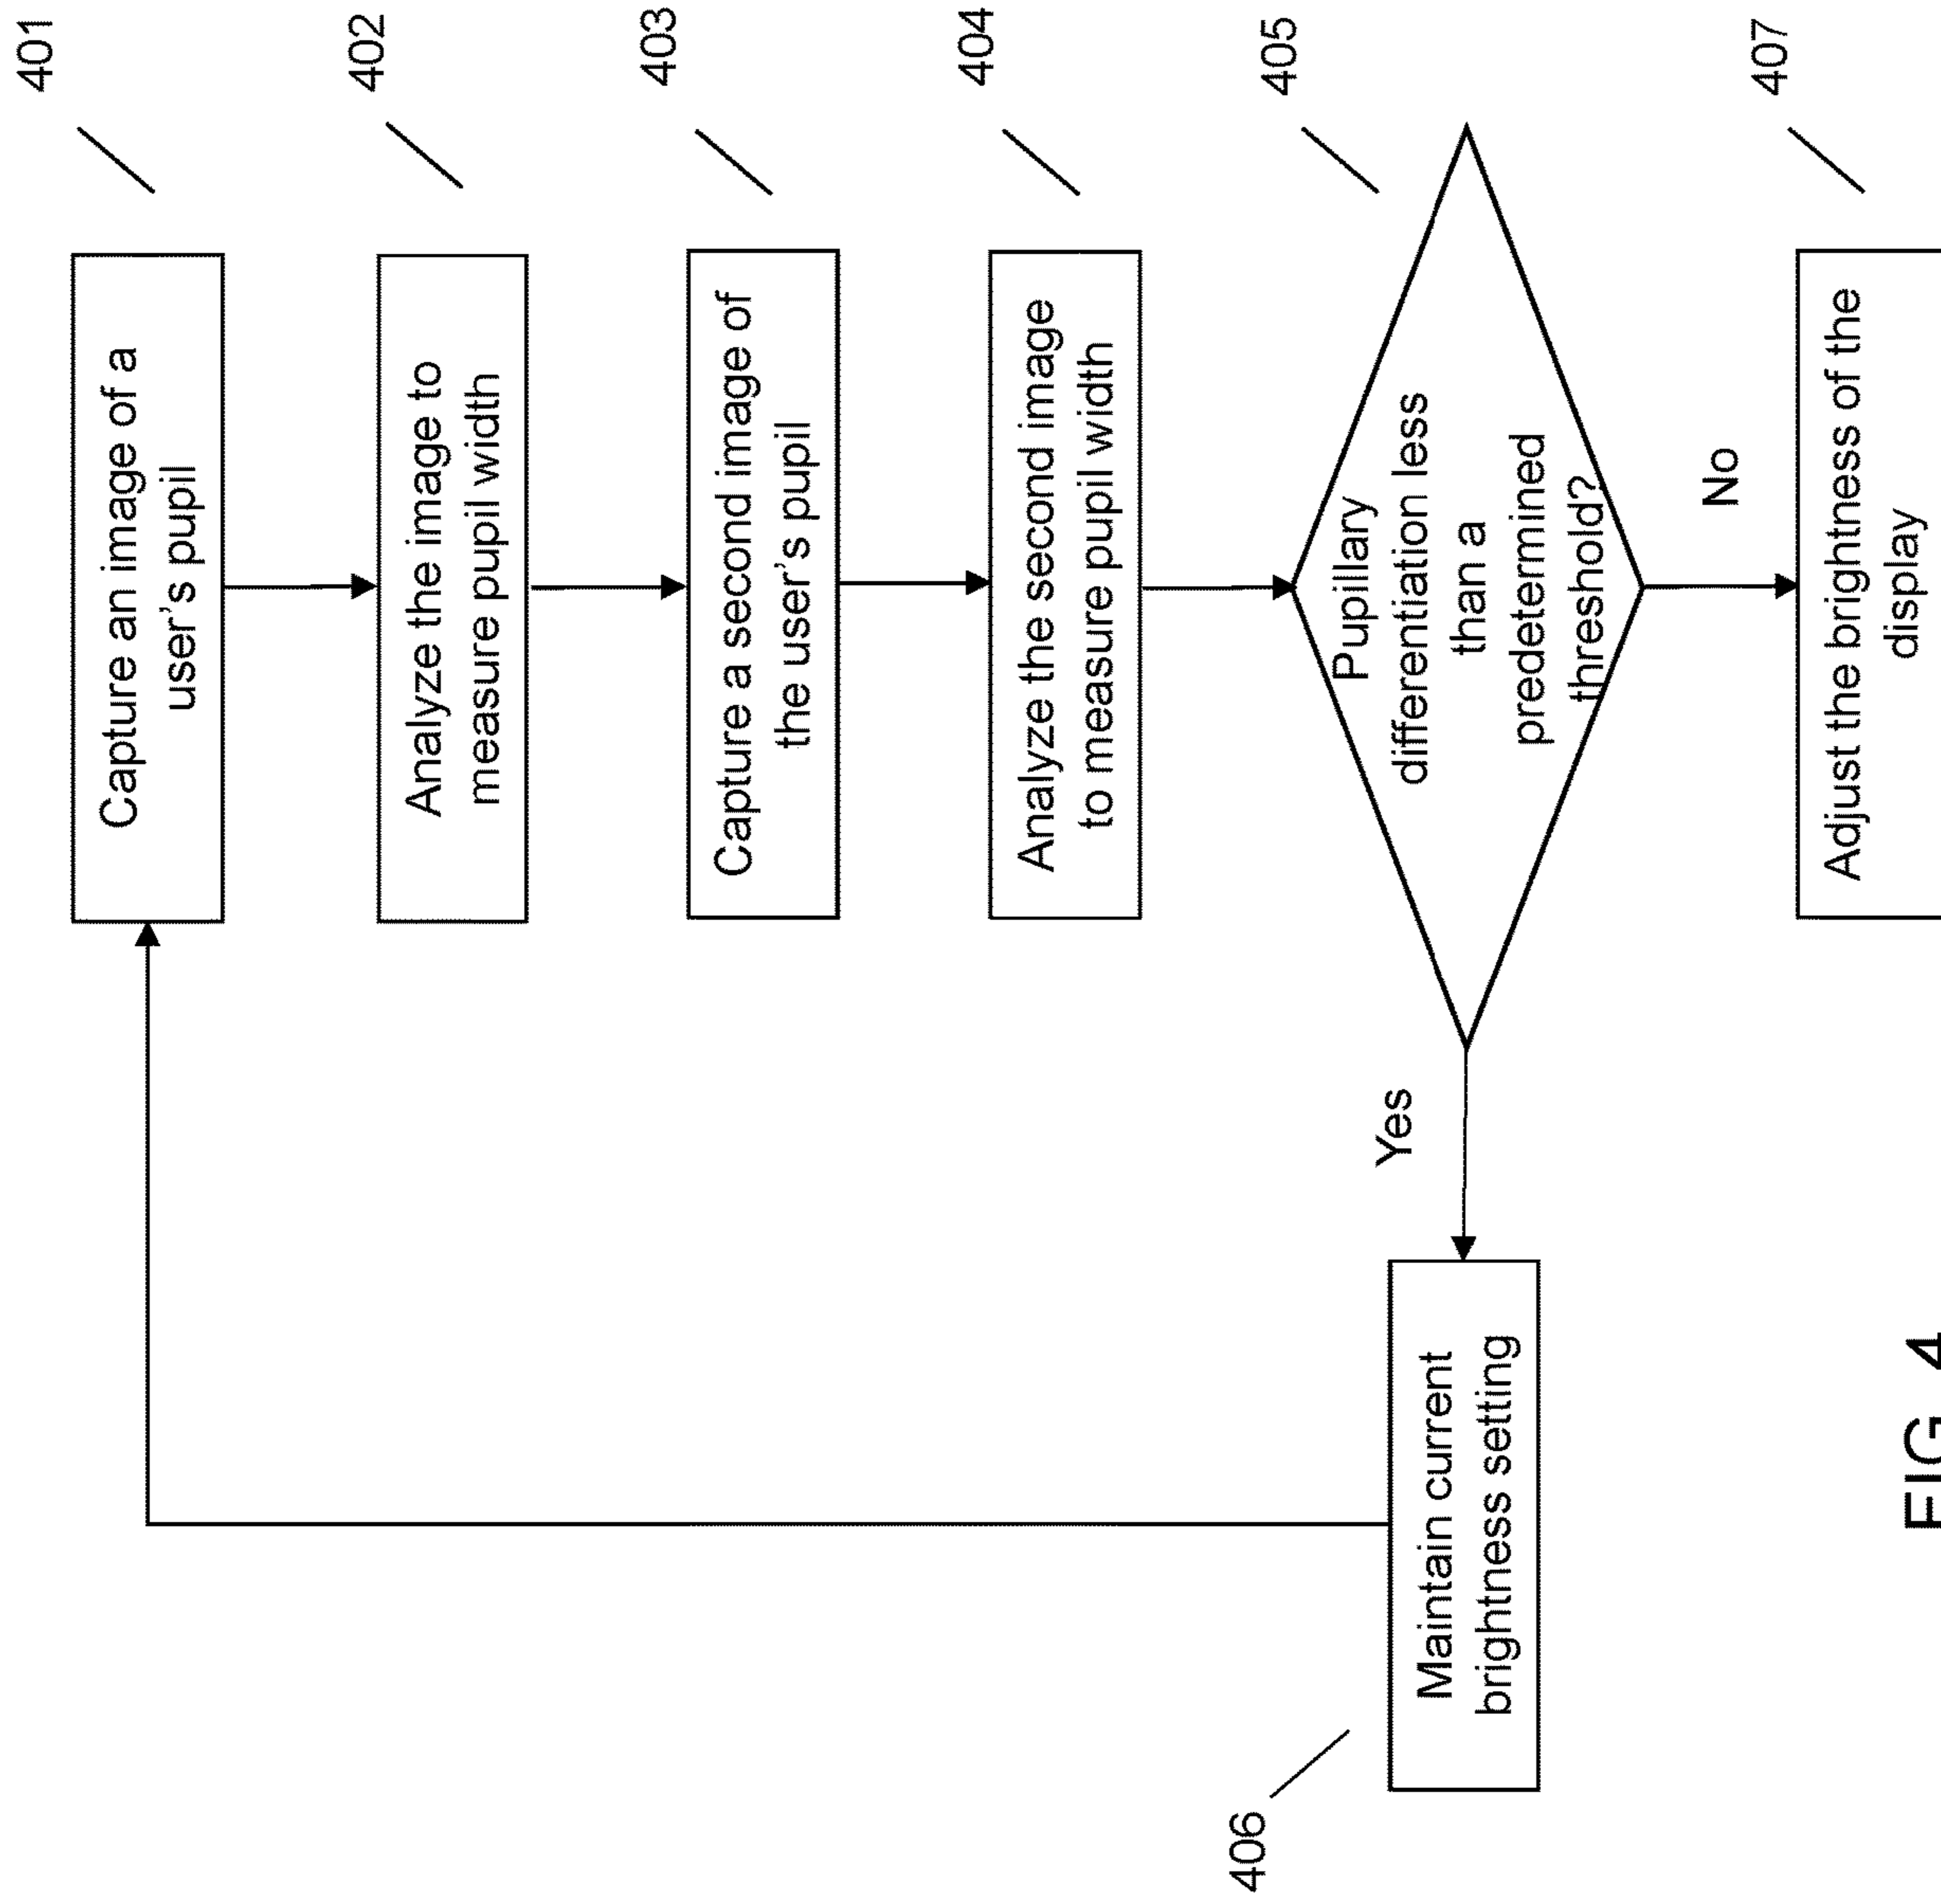 401
Capture an image of a
user's pupil
402
Analyze the image to
measure pupil width
403
Capture a second image of
the user's pupil
404
Analyze the second image
to measure pupil width
405
Pupillary
differentiation less
than a
predetermined
threshold?
Yes
No
406
Maintain current
brightness setting
407
Adjust the brightness of the
display
FIG. 4